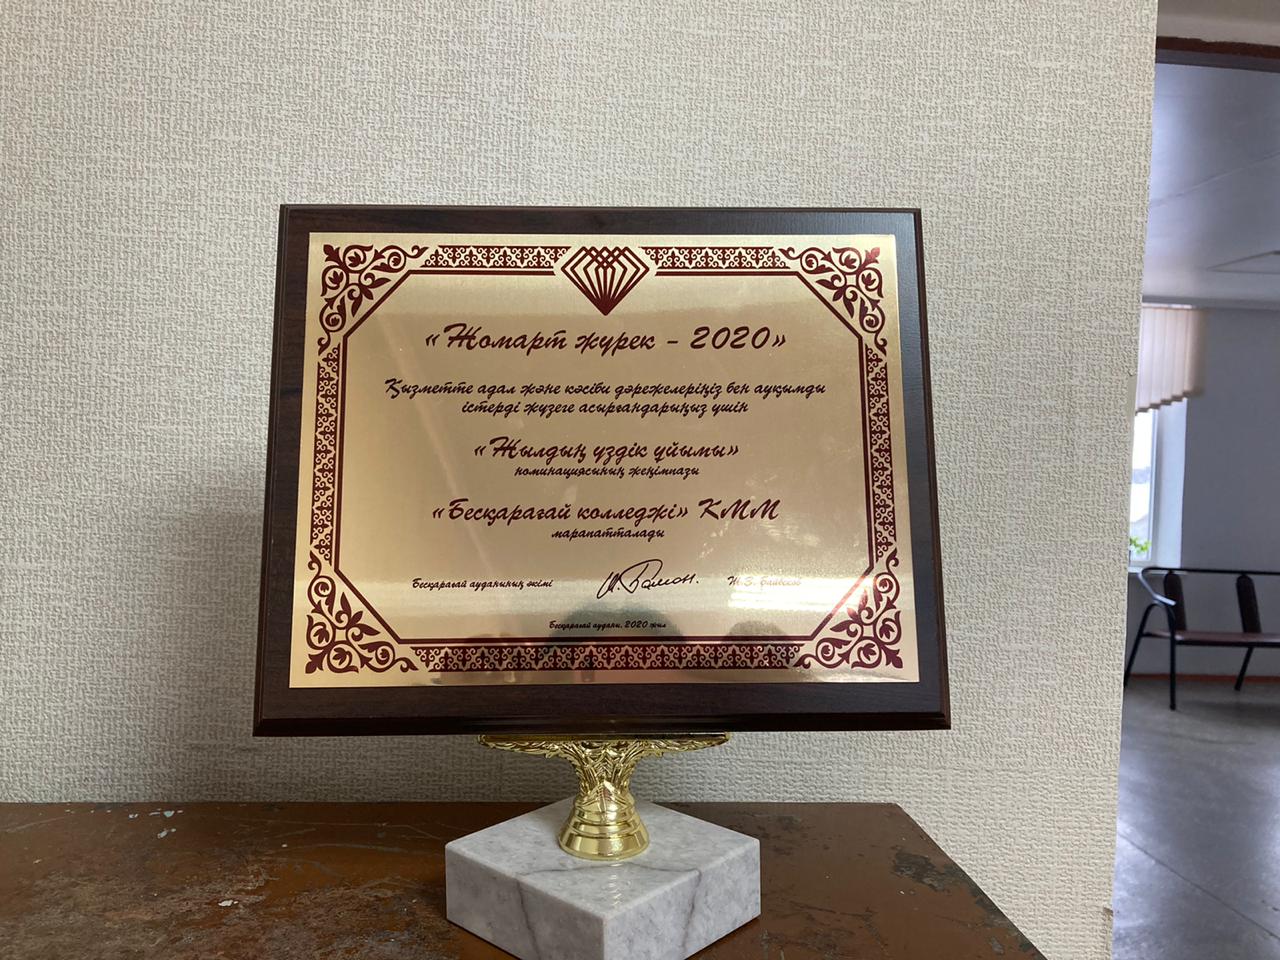 «Жомарт жүрек - 2020»
Қызметте адал және кәсіби дәрежелеріңіз бен ауқымды
істерді жүзеге асырғандарыңыз үшін
«Жылдың үздік ұйымы»
номинациясының жеңімпазы
«Бесқарағай колледжі» КММ
марапатталады
Бесқарағай ауданының әкімі Ж.З. Байсеков
Бесқарағай ауданы, 2020 жыл